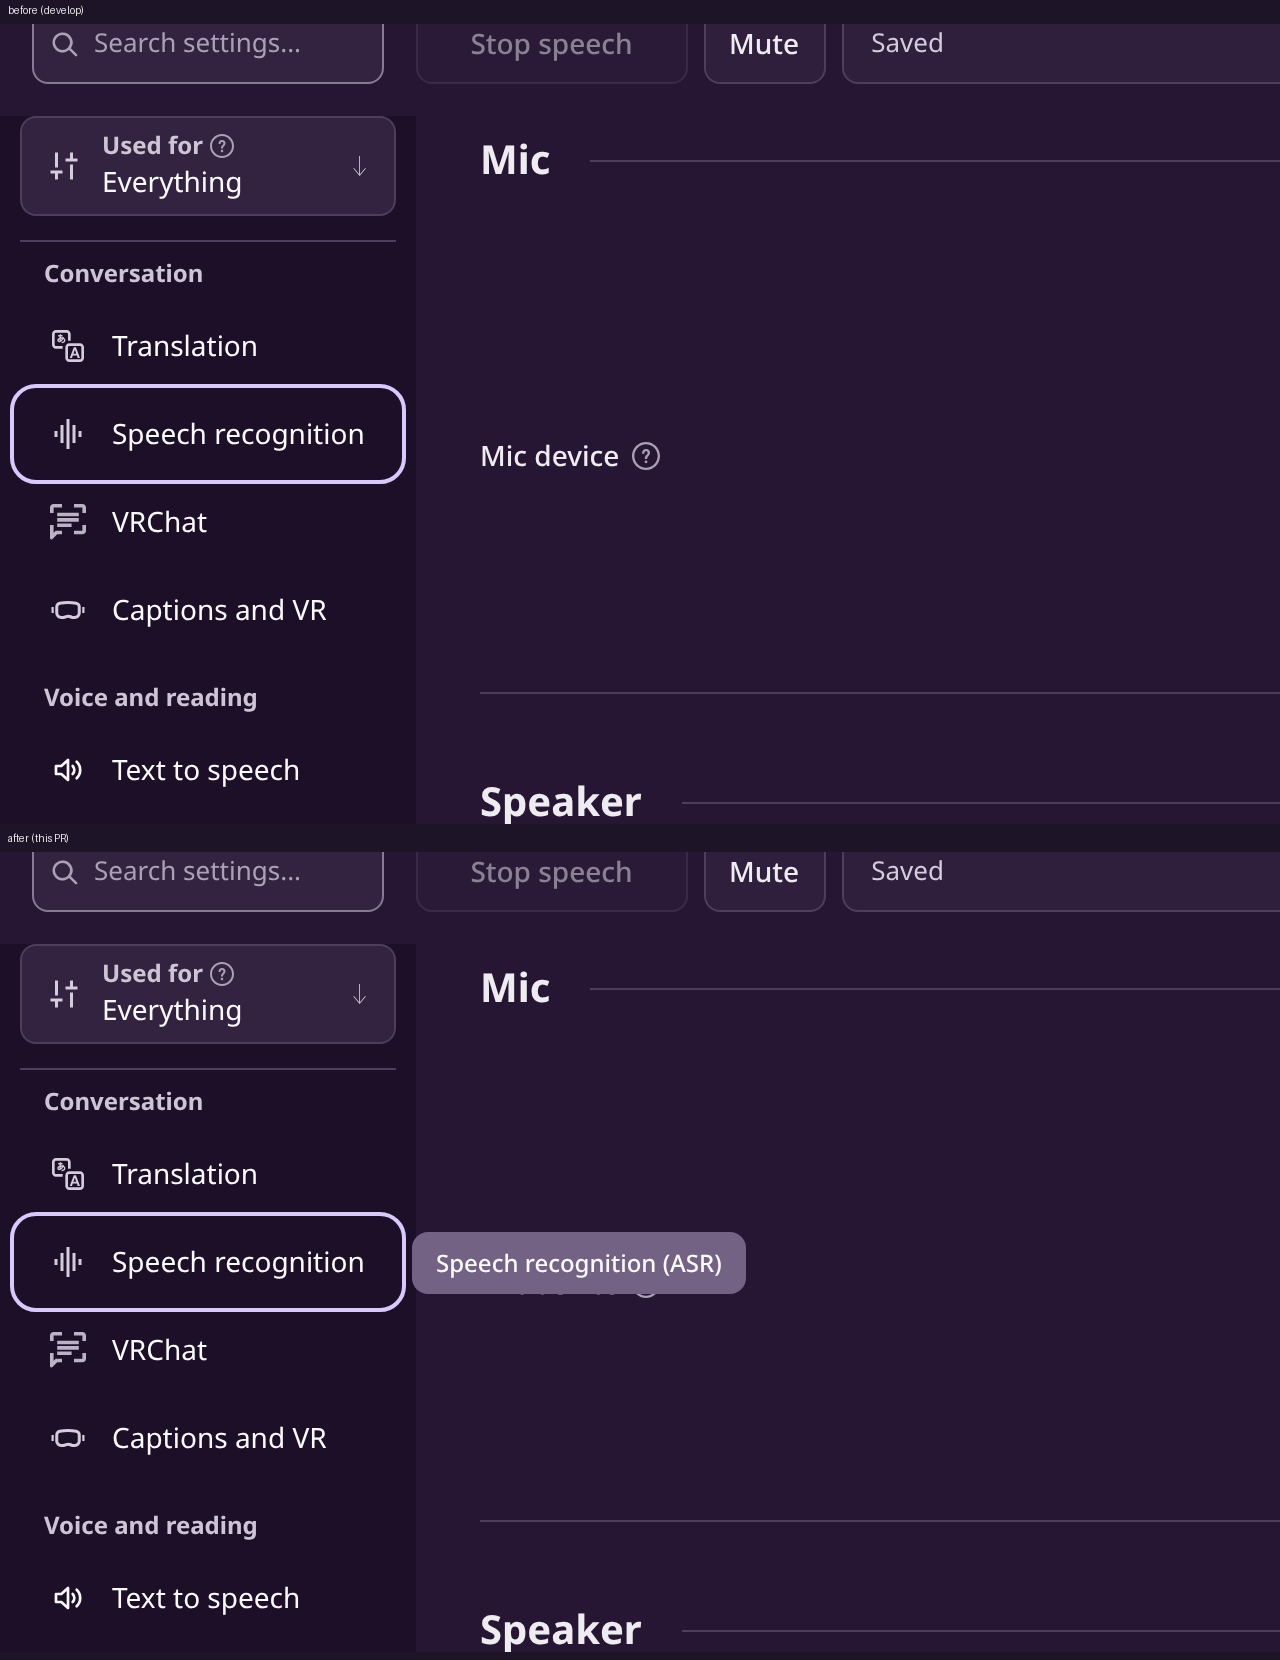 before (develop)
Search settings...
Stop speech
Mute
Saved
Used for ?
Everything
Mic
Conversation
Translation
Speech recognition
Mic device ?
VRChat
Captions and VR
Voice and reading
Text to speech
Speaker
after (this PR)
Search settings...
Stop speech
Mute
Saved
Used for ?
Everything
Mic
Conversation
Translation
Speech recognition
Speech recognition (ASR)
VRChat
Captions and VR
Voice and reading
Text to speech
Speaker